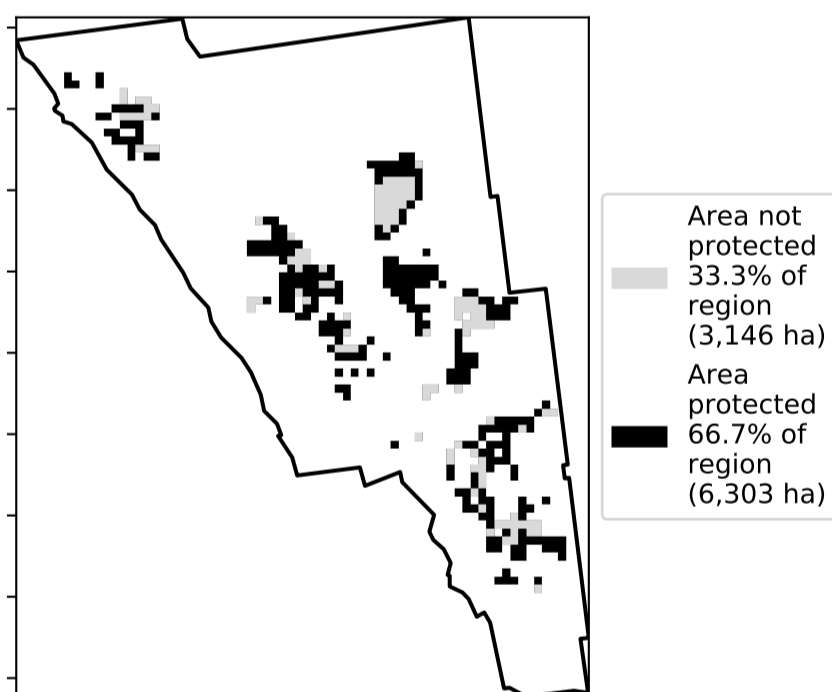 Area not
protected
33.3% of
region
(3,146 ha)
Area
protected
66.7% of
region
(6,303 ha)